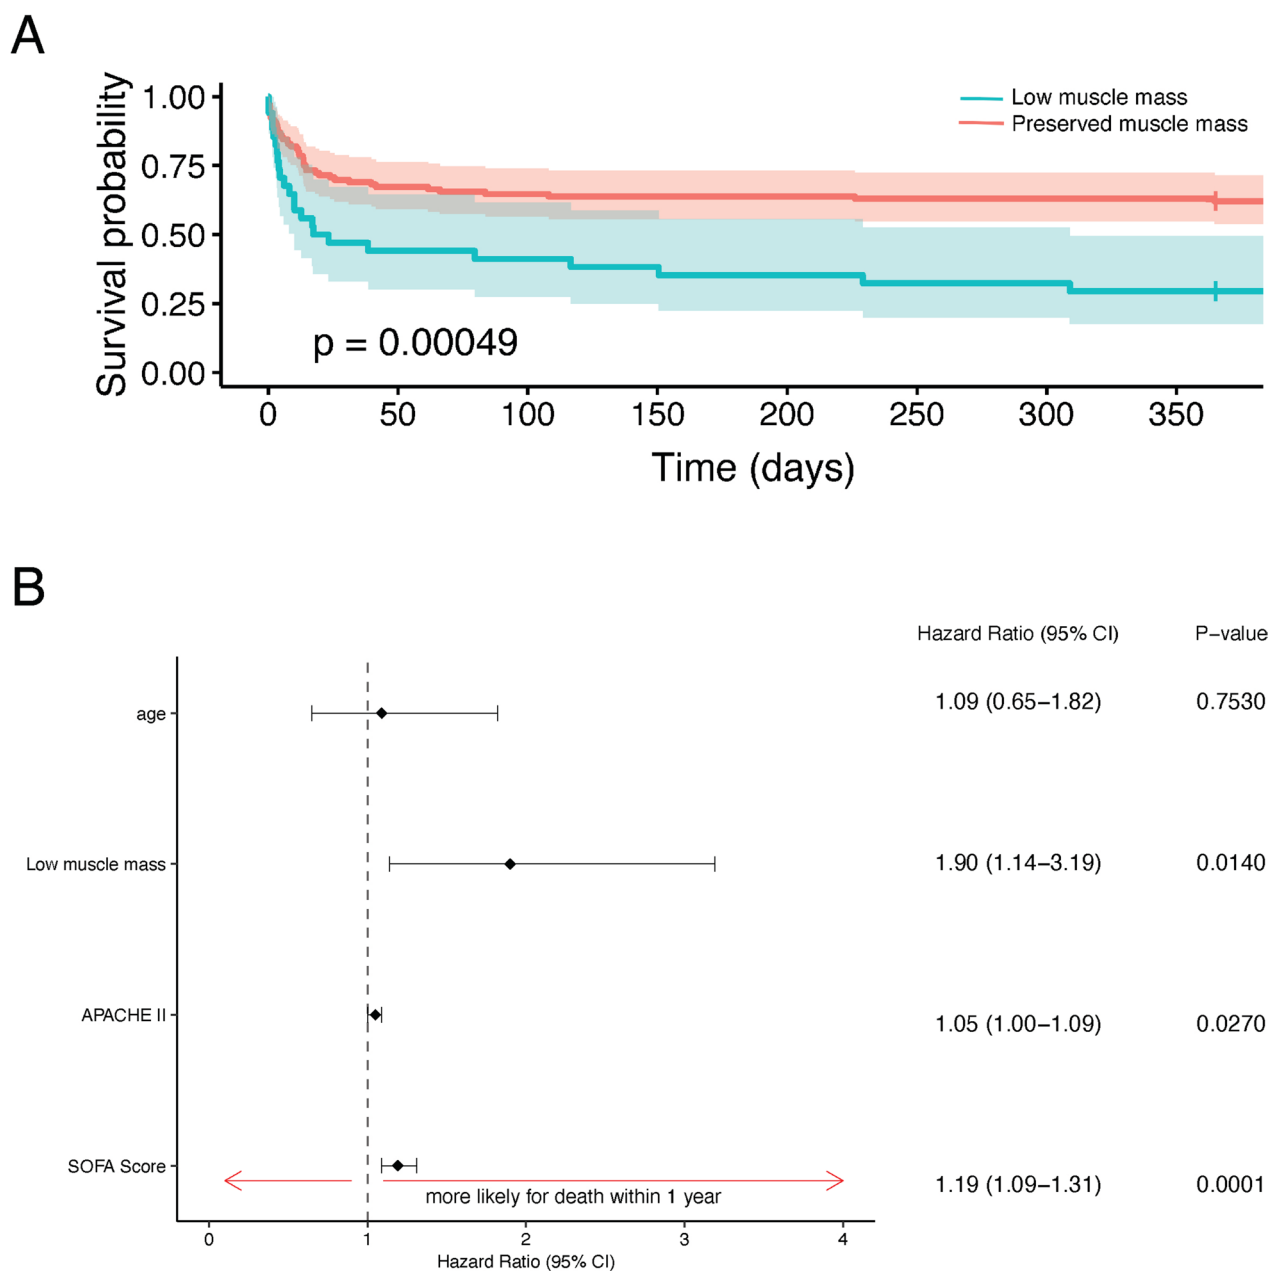 A
Survival probability
1.00
0.75
0.50
0.25
0.00
Low muscle mass
Preserved muscle mass
p = 0.00049
0 50 100 150 200 250 300 350
Time (days)
B
Hazard Ratio (95% CI) P−value
age 1.09 (0.65−1.82) 0.7530
Low muscle mass 1.90 (1.14−3.19) 0.0140
APACHE II 1.05 (1.00−1.09) 0.0270
SOFA Score 1.19 (1.09−1.31) 0.0001
more likely for death within 1 year
0 1 2 3 4
Hazard Ratio (95% CI)